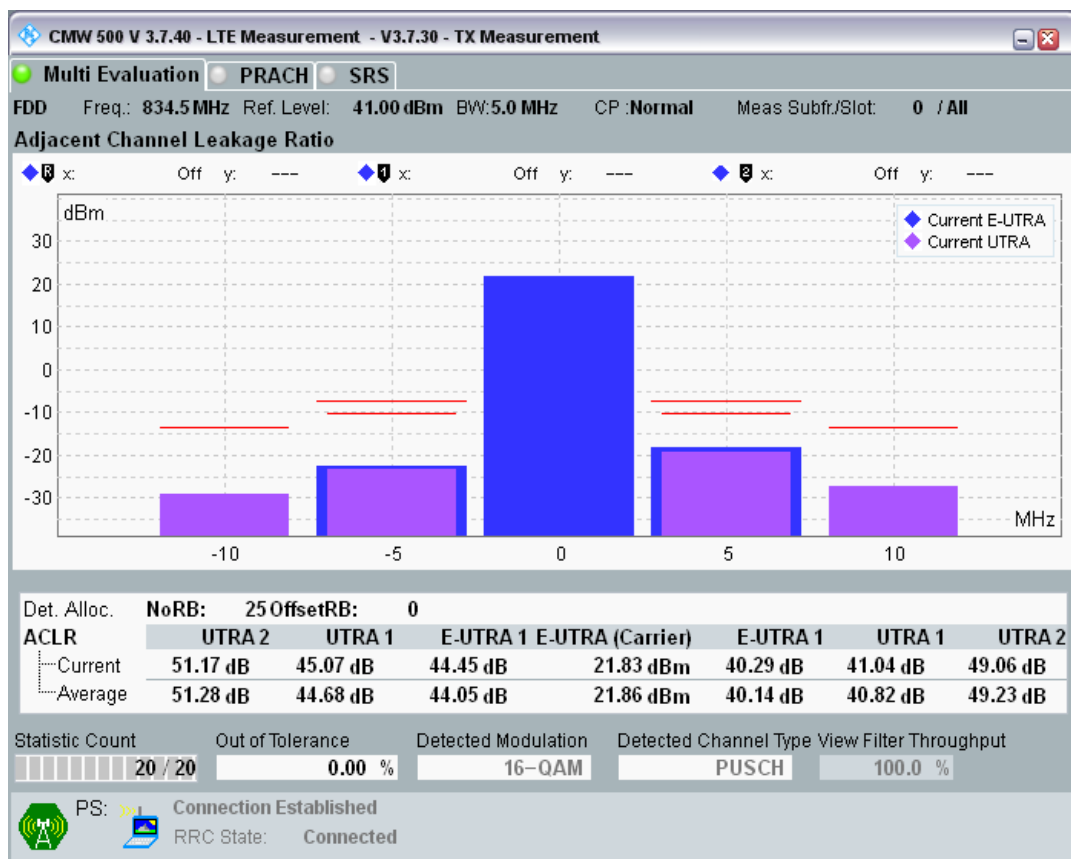 CMW 500 V 3.7.40 - LTE Measurement - V3.7.30 - TX Measurement
Multi Evaluation PRACH SRS
FDD Freq.: 834.5 MHz Ref. Level: 41.00 dBm BW:5.0 MHz CP :Normal Meas Subfr./Slot: 0 / All
Adjacent Channel Leakage Ratio
R x: Off y: --- 1 x: Off y: --- 2 x: Off y: ---
dBm
Current E-UTRA
Current UTRA
30
20
10
0
-10
-20
-30
MHz
-10 -5 0 5 10
Det. Alloc. NoRB: 25 OffsetRB: 0
ACLR UTRA 2 UTRA 1 E-UTRA 1 E-UTRA (Carrier) E-UTRA 1 UTRA 1 UTRA 2
Current 51.17 dB 45.07 dB 44.45 dB 21.83 dBm 40.29 dB 41.04 dB 49.06 dB
Average 51.28 dB 44.68 dB 44.05 dB 21.86 dBm 40.14 dB 40.82 dB 49.23 dB
Statistic Count Out of Tolerance Detected Modulation Detected Channel Type View Filter Throughput
20 / 20 0.00 % 16-QAM PUSCH 100.0 %
PS: Connection Established
RRC State: Connected